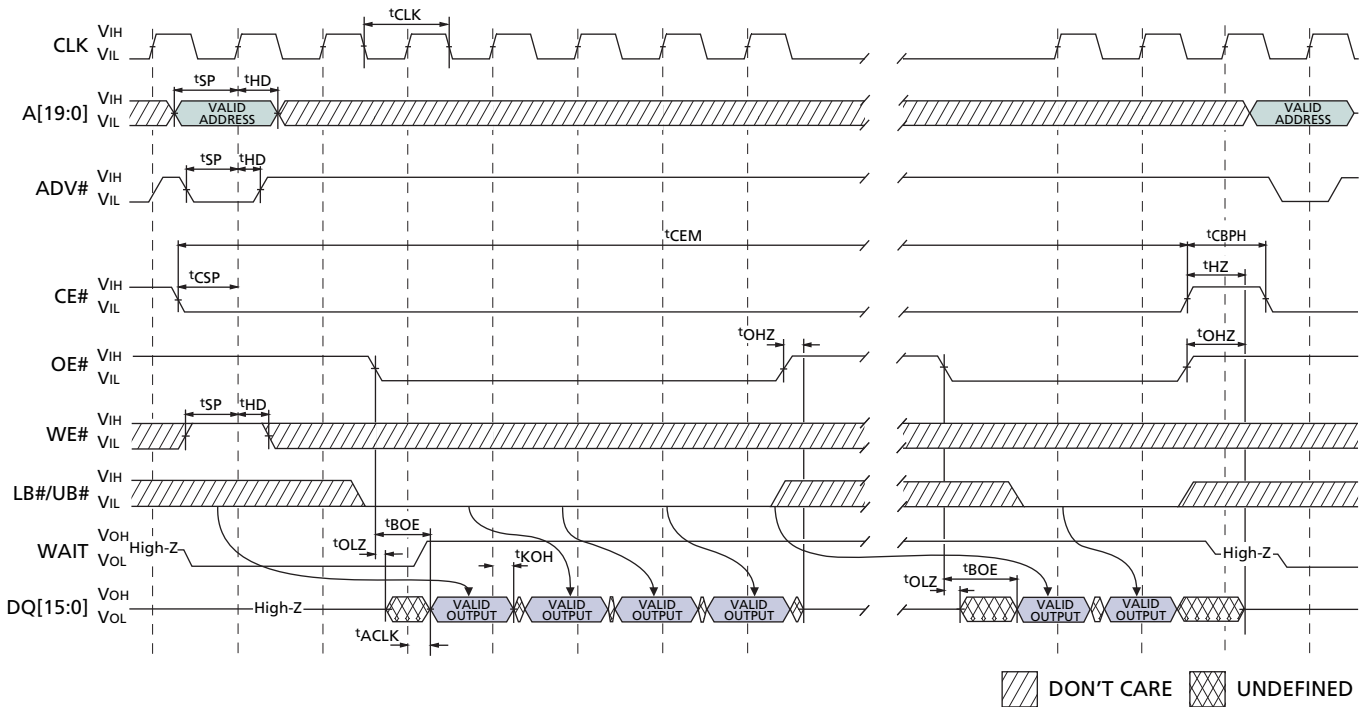 tCLK
CLK VIH
VIL
tSP tHD
A[19:0] VIH
VIL
VALID ADDRESS
VALID ADDRESS
tSP tHD
ADV# VIH
VIL
tCEM
tCBPH
tCSP
tHZ
CE# VIH
VIL
tOHZ
tOHZ
OE# VIH
VIL
tSP tHD
WE# VIH
VIL
LB#/UB# VIH
VIL
tBOE
tOLZ
tKOH
WAIT VOH
VOL
High-Z
High-Z
tBOE
tOLZ
DQ[15:0] VOH
VOL
High-Z
VALID OUTPUT
VALID OUTPUT
VALID OUTPUT
VALID OUTPUT
VALID OUTPUT
VALID OUTPUT
tACLK
DON'T CARE
UNDEFINED